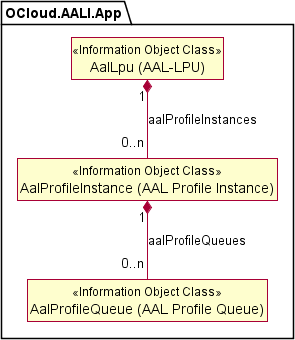 OCloud.AALI.App
«Information Object Class»
AalLpu (AAL-LPU)
1
aalProfileInstances
0..n
«Information Object Class»
AalProfileInstance (AAL Profile Instance)
1
aalProfileQueues
0..n
«Information Object Class»
AalProfileQueue (AAL Profile Queue)